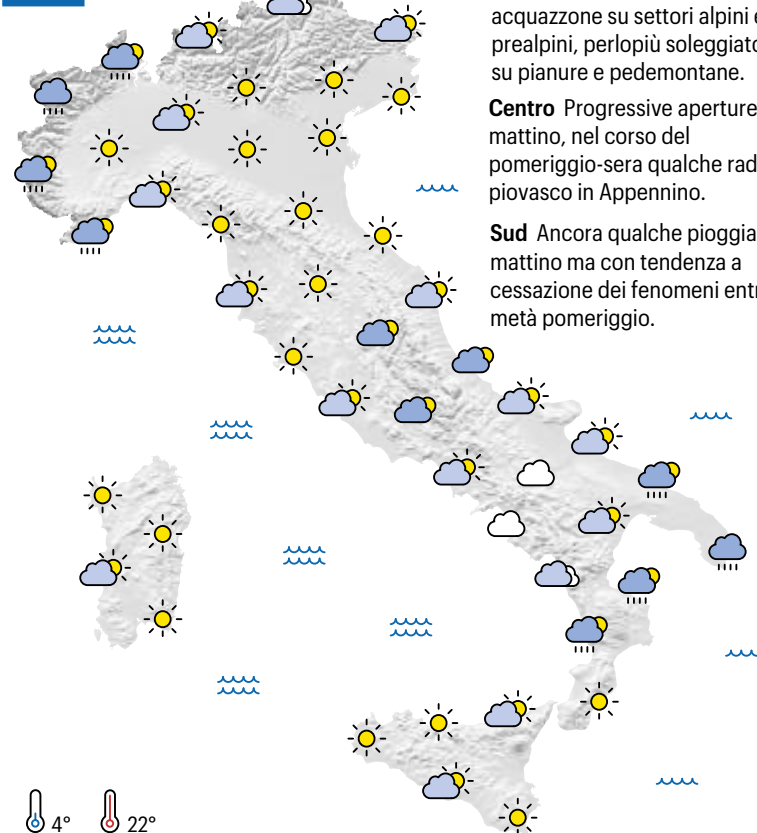 acquazzone su settori alpini e
prealpini, perlopiù soleggiato
su pianure e pedemontane.
Centro Progressive aperture
mattino, nel corso del
pomeriggio-sera qualche rad
piovasco in Appennino.
Sud Ancora qualche pioggia
mattino ma con tendenza a
cessazione dei fenomeni entr
metà pomeriggio.
4° 22°